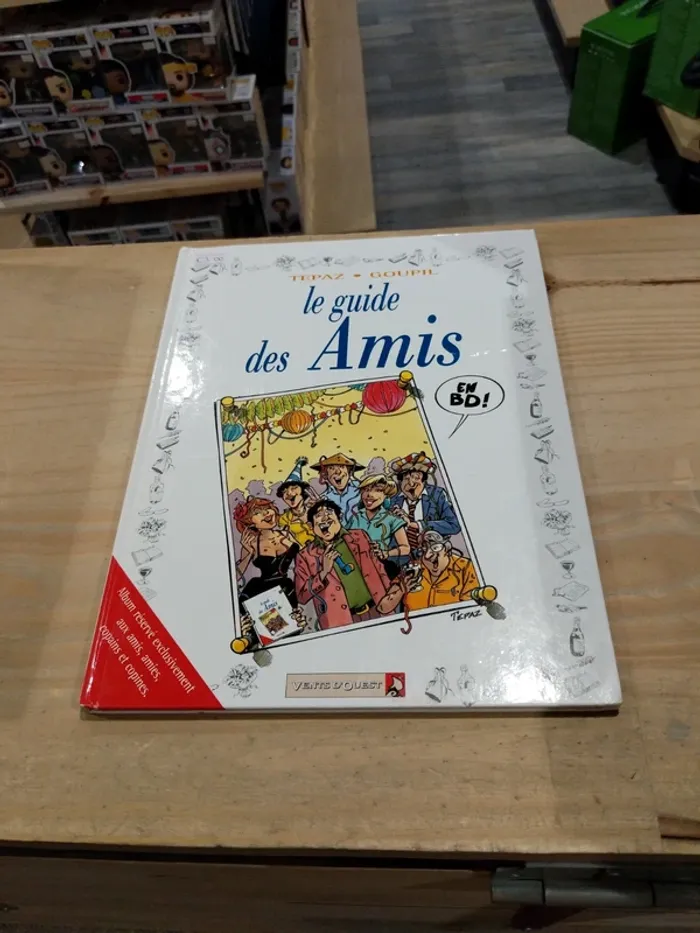 TEPAZ • GOUPIL
le guide
des Amis
EN
BD!
TEPAZ
Album réservé exclusivement
aux amis, amies,
copains et copines.
VENTS D'OUEST